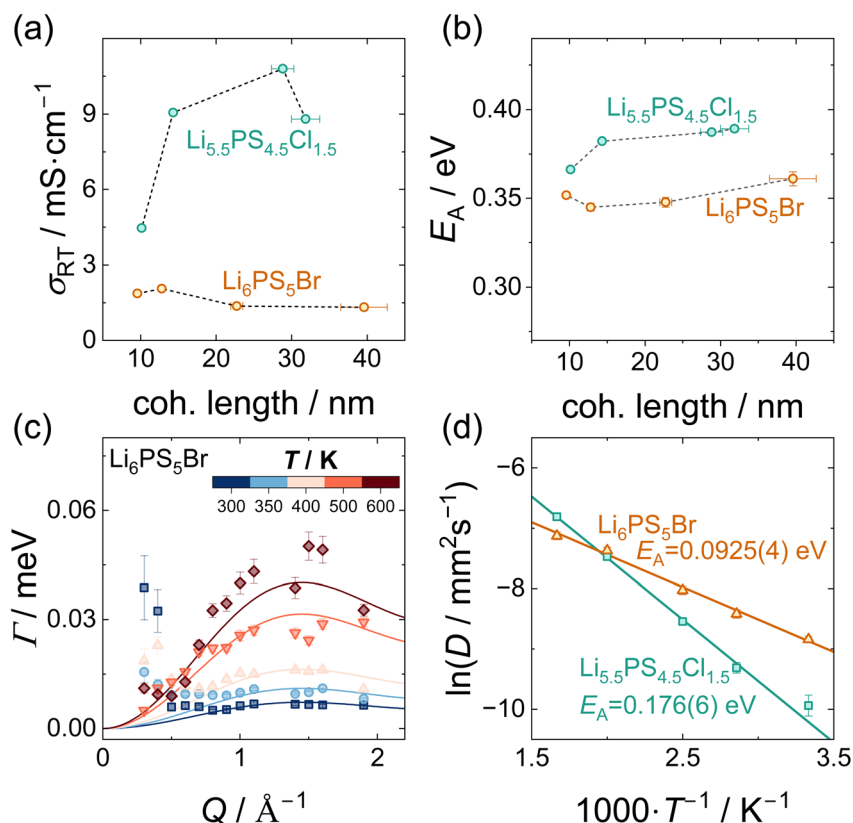 (a)
σRT / mS·cm−1
9
6
3
0
Li5.5PS4.5Cl1.5
Li6PS5Br
10 20 30 40
coh. length / nm
(b)
EA / eV
0.40
0.35
0.30
Li5.5PS4.5Cl1.5
Li6PS5Br
10 20 30 40
coh. length / nm
(c)
Li6PS5Br
T / K
300 350 400 500 600
Γ / meV
0.06
0.03
0.00
0 1 2
Q / Å−1
(d)
ln(D / mm2s−1)
−6
−8
−10
Li6PS5Br
EA=0.0925(4) eV
Li5.5PS4.5Cl1.5
EA=0.176(6) eV
1.5 2.0 2.5 3.0 3.5
1000·T−1 / K−1